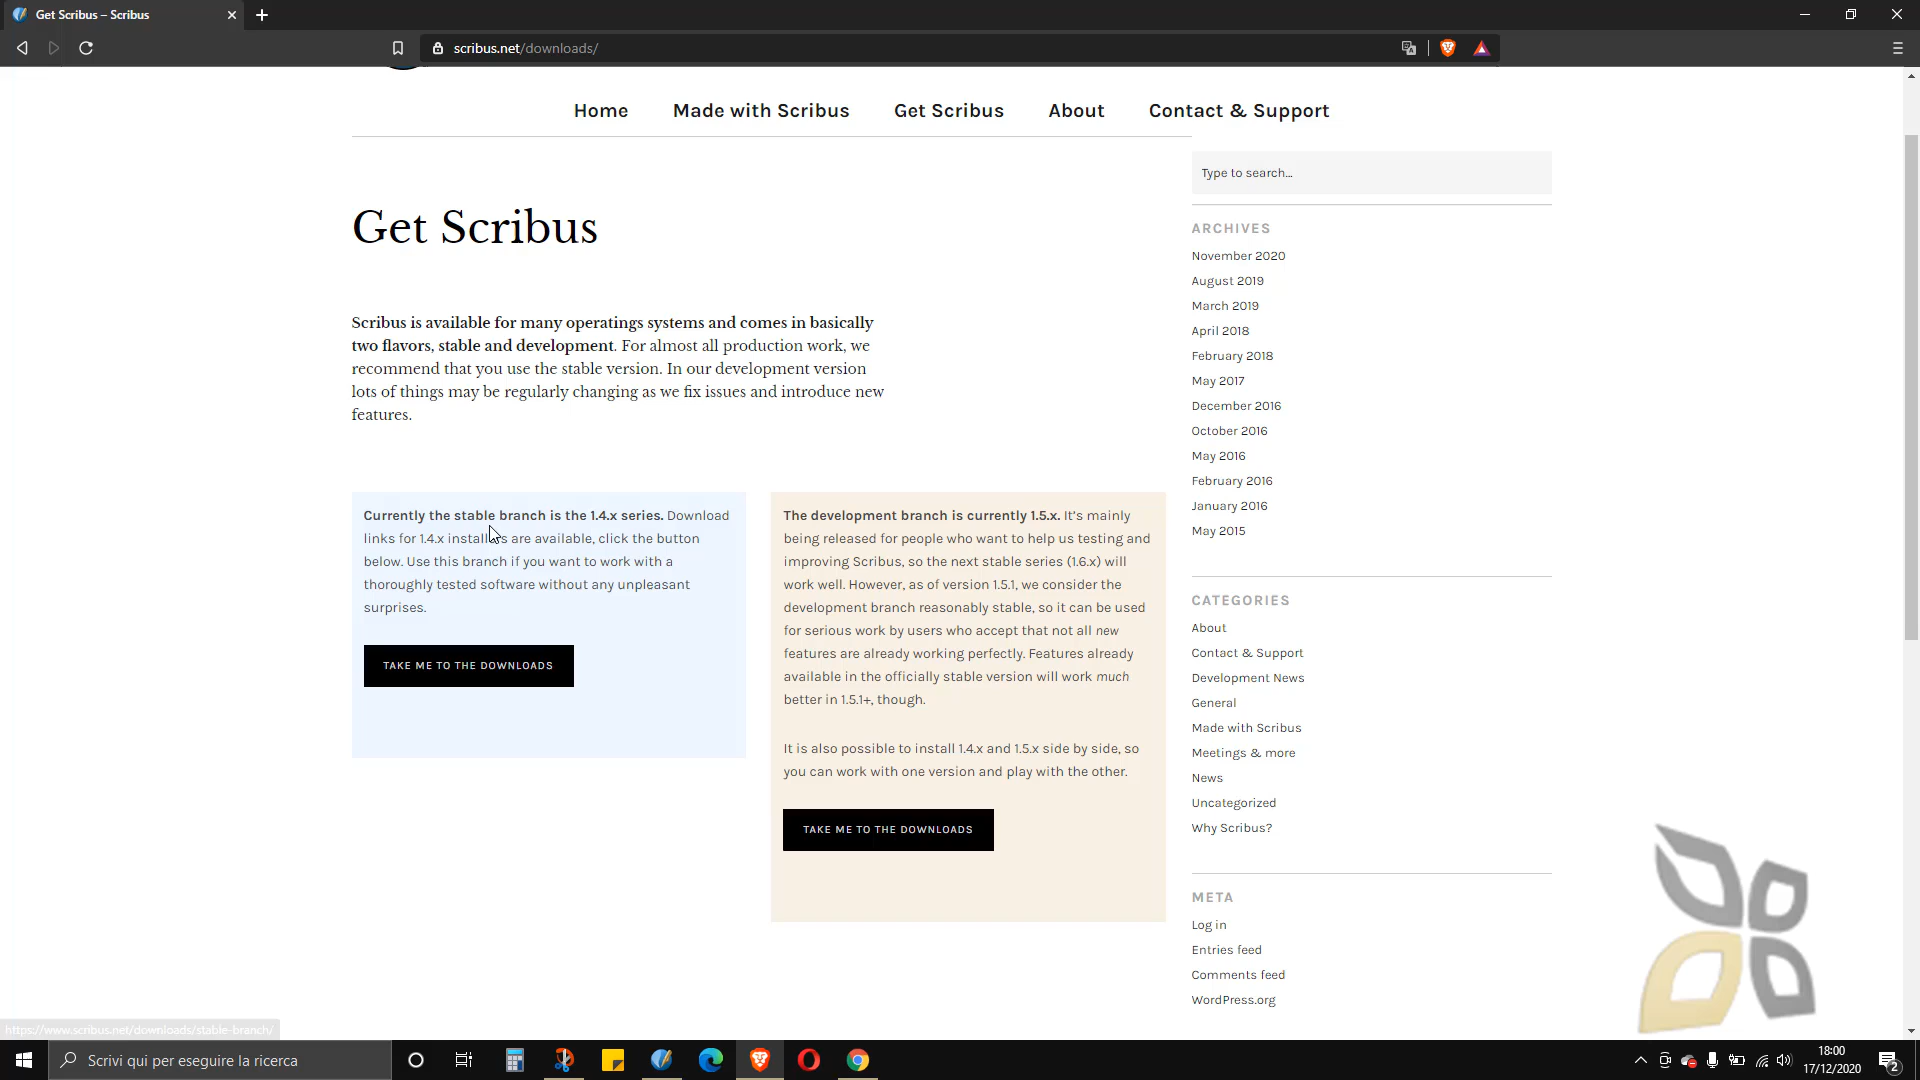 Get Scribus – Scribus
scribus.net/downloads/
Home Made with Scribus Get Scribus About Contact & Support
Type to search...
Get Scribus
Scribus is available for many operatings systems and comes in basically
two flavors, stable and development. For almost all production work, we
recommend that you use the stable version. In our development version
lots of things may be regularly changing as we fix issues and introduce new
features.
Currently the stable branch is the 1.4.x series. Download
links for 1.4.x installers are available, click the button
below. Use this branch if you want to work with a
thoroughly tested software without any unpleasant
surprises.
TAKE ME TO THE DOWNLOADS
The development branch is currently 1.5.x. It's mainly
being released for people who want to help us testing and
improving Scribus, so the next stable series (1.6.x) will
work well. However, as of version 1.5.1, we consider the
development branch reasonably stable, so it can be used
for serious work by users who accept that not all new
features are already working perfectly. Features already
available in the officially stable version will work much
better in 1.5.1+, though.
It is also possible to install 1.4.x and 1.5.x side by side, so
you can work with one version and play with the other.
TAKE ME TO THE DOWNLOADS
ARCHIVES
November 2020
August 2019
March 2019
April 2018
February 2018
May 2017
December 2016
October 2016
May 2016
February 2016
January 2016
May 2015
CATEGORIES
About
Contact & Support
Development News
General
Made with Scribus
Meetings & more
News
Uncategorized
Why Scribus?
META
Log in
Entries feed
Comments feed
WordPress.org
https://www.scribus.net/downloads/stable-branch/
Scrivi qui per eseguire la ricerca
18:00
17/12/2020
2